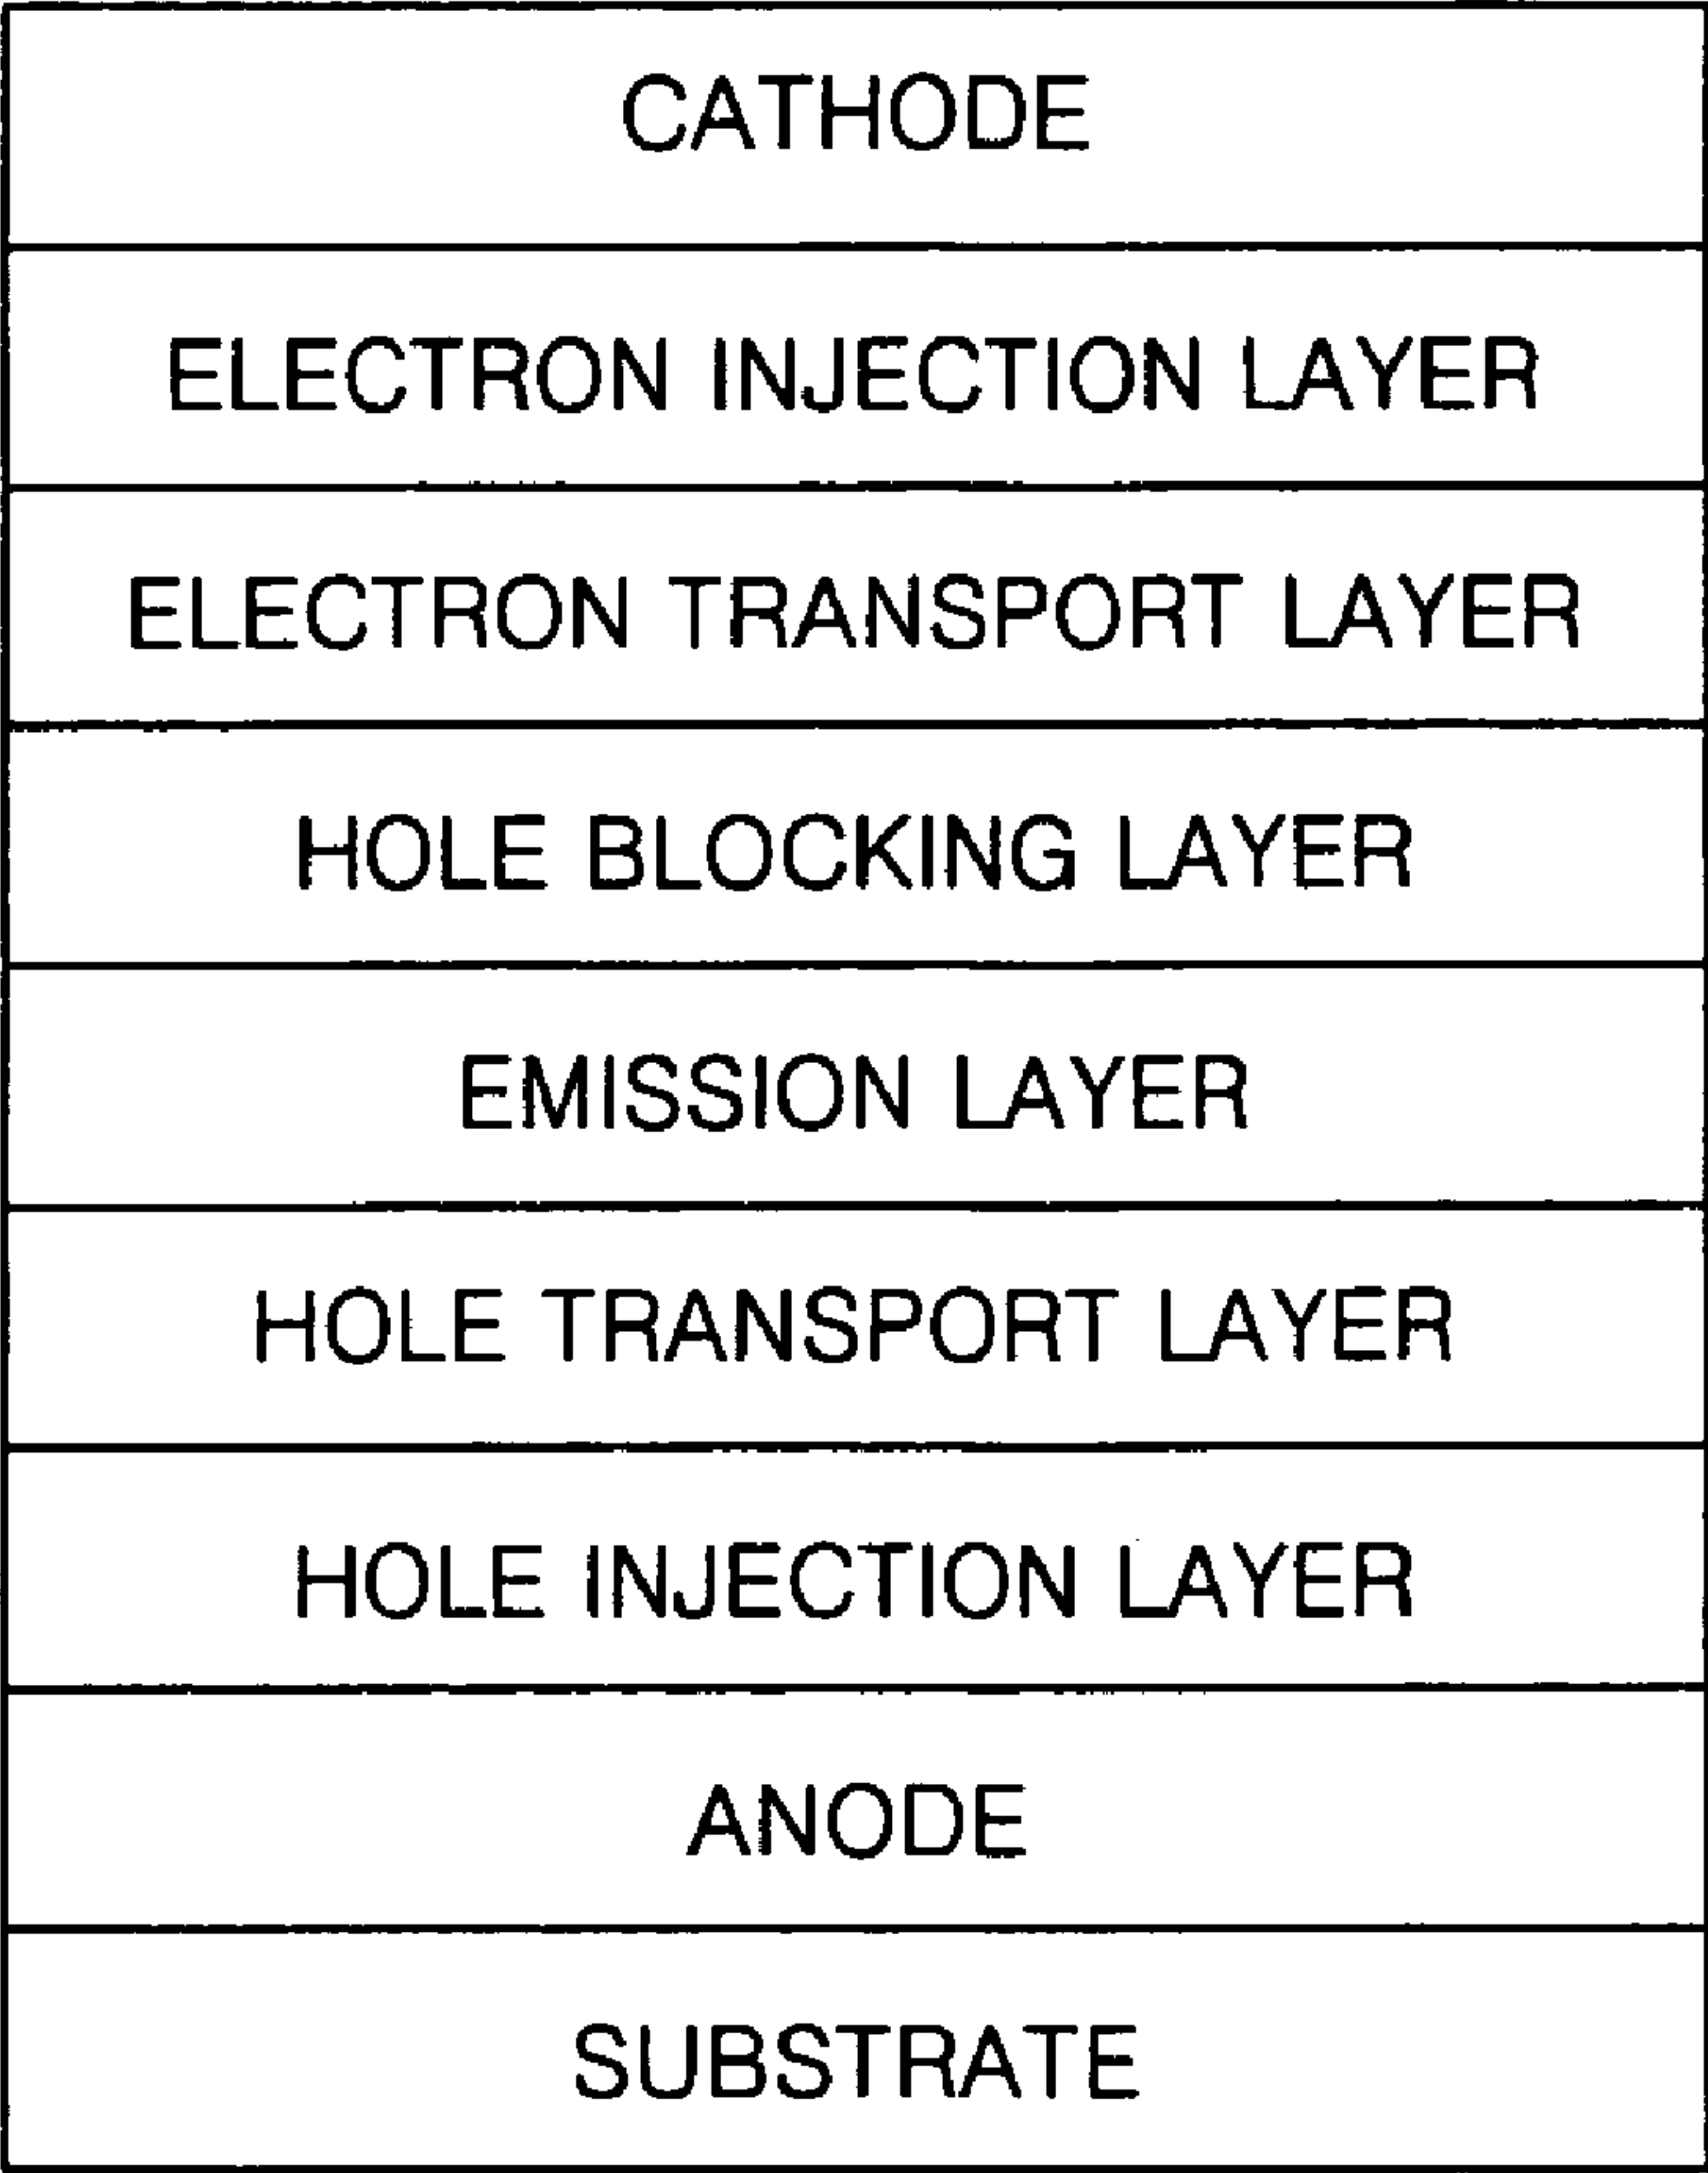 CATHODE
ELECTRON INJECTION LAYER
ELECTRON TRANSPORT LAYER
HOLE BLOCKING LAYER
EMISSION LAYER
HOLE TRANSPORT LAYER
HOLE INJECTION LAYER
ANODE
SUBSTRATE